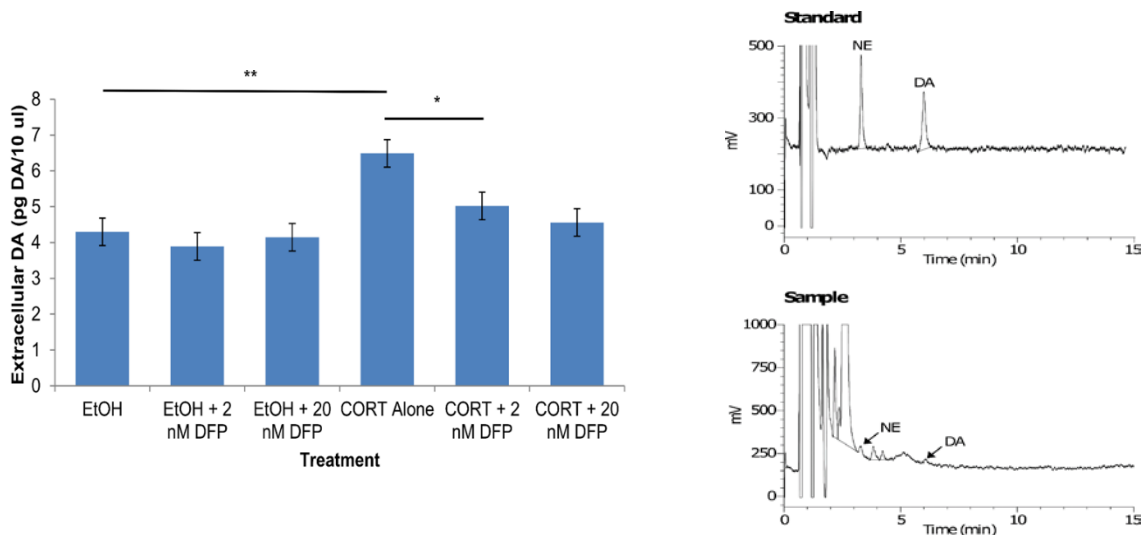 **
*
8
7
6
5
4
3
2
1
0
Extracellular DA (pg DA/10 ul)
EtOH
EtOH + 2
nM DFP
EtOH + 20
nM DFP
CORT Alone
CORT + 2
nM DFP
CORT + 20
nM DFP
Treatment
Standard
500
300
100
0
mV
NE
DA
0
5
10
15
Time (min)
Sample
1000
500
250
0
mV
NE
DA
0
5
10
15
Time (min)